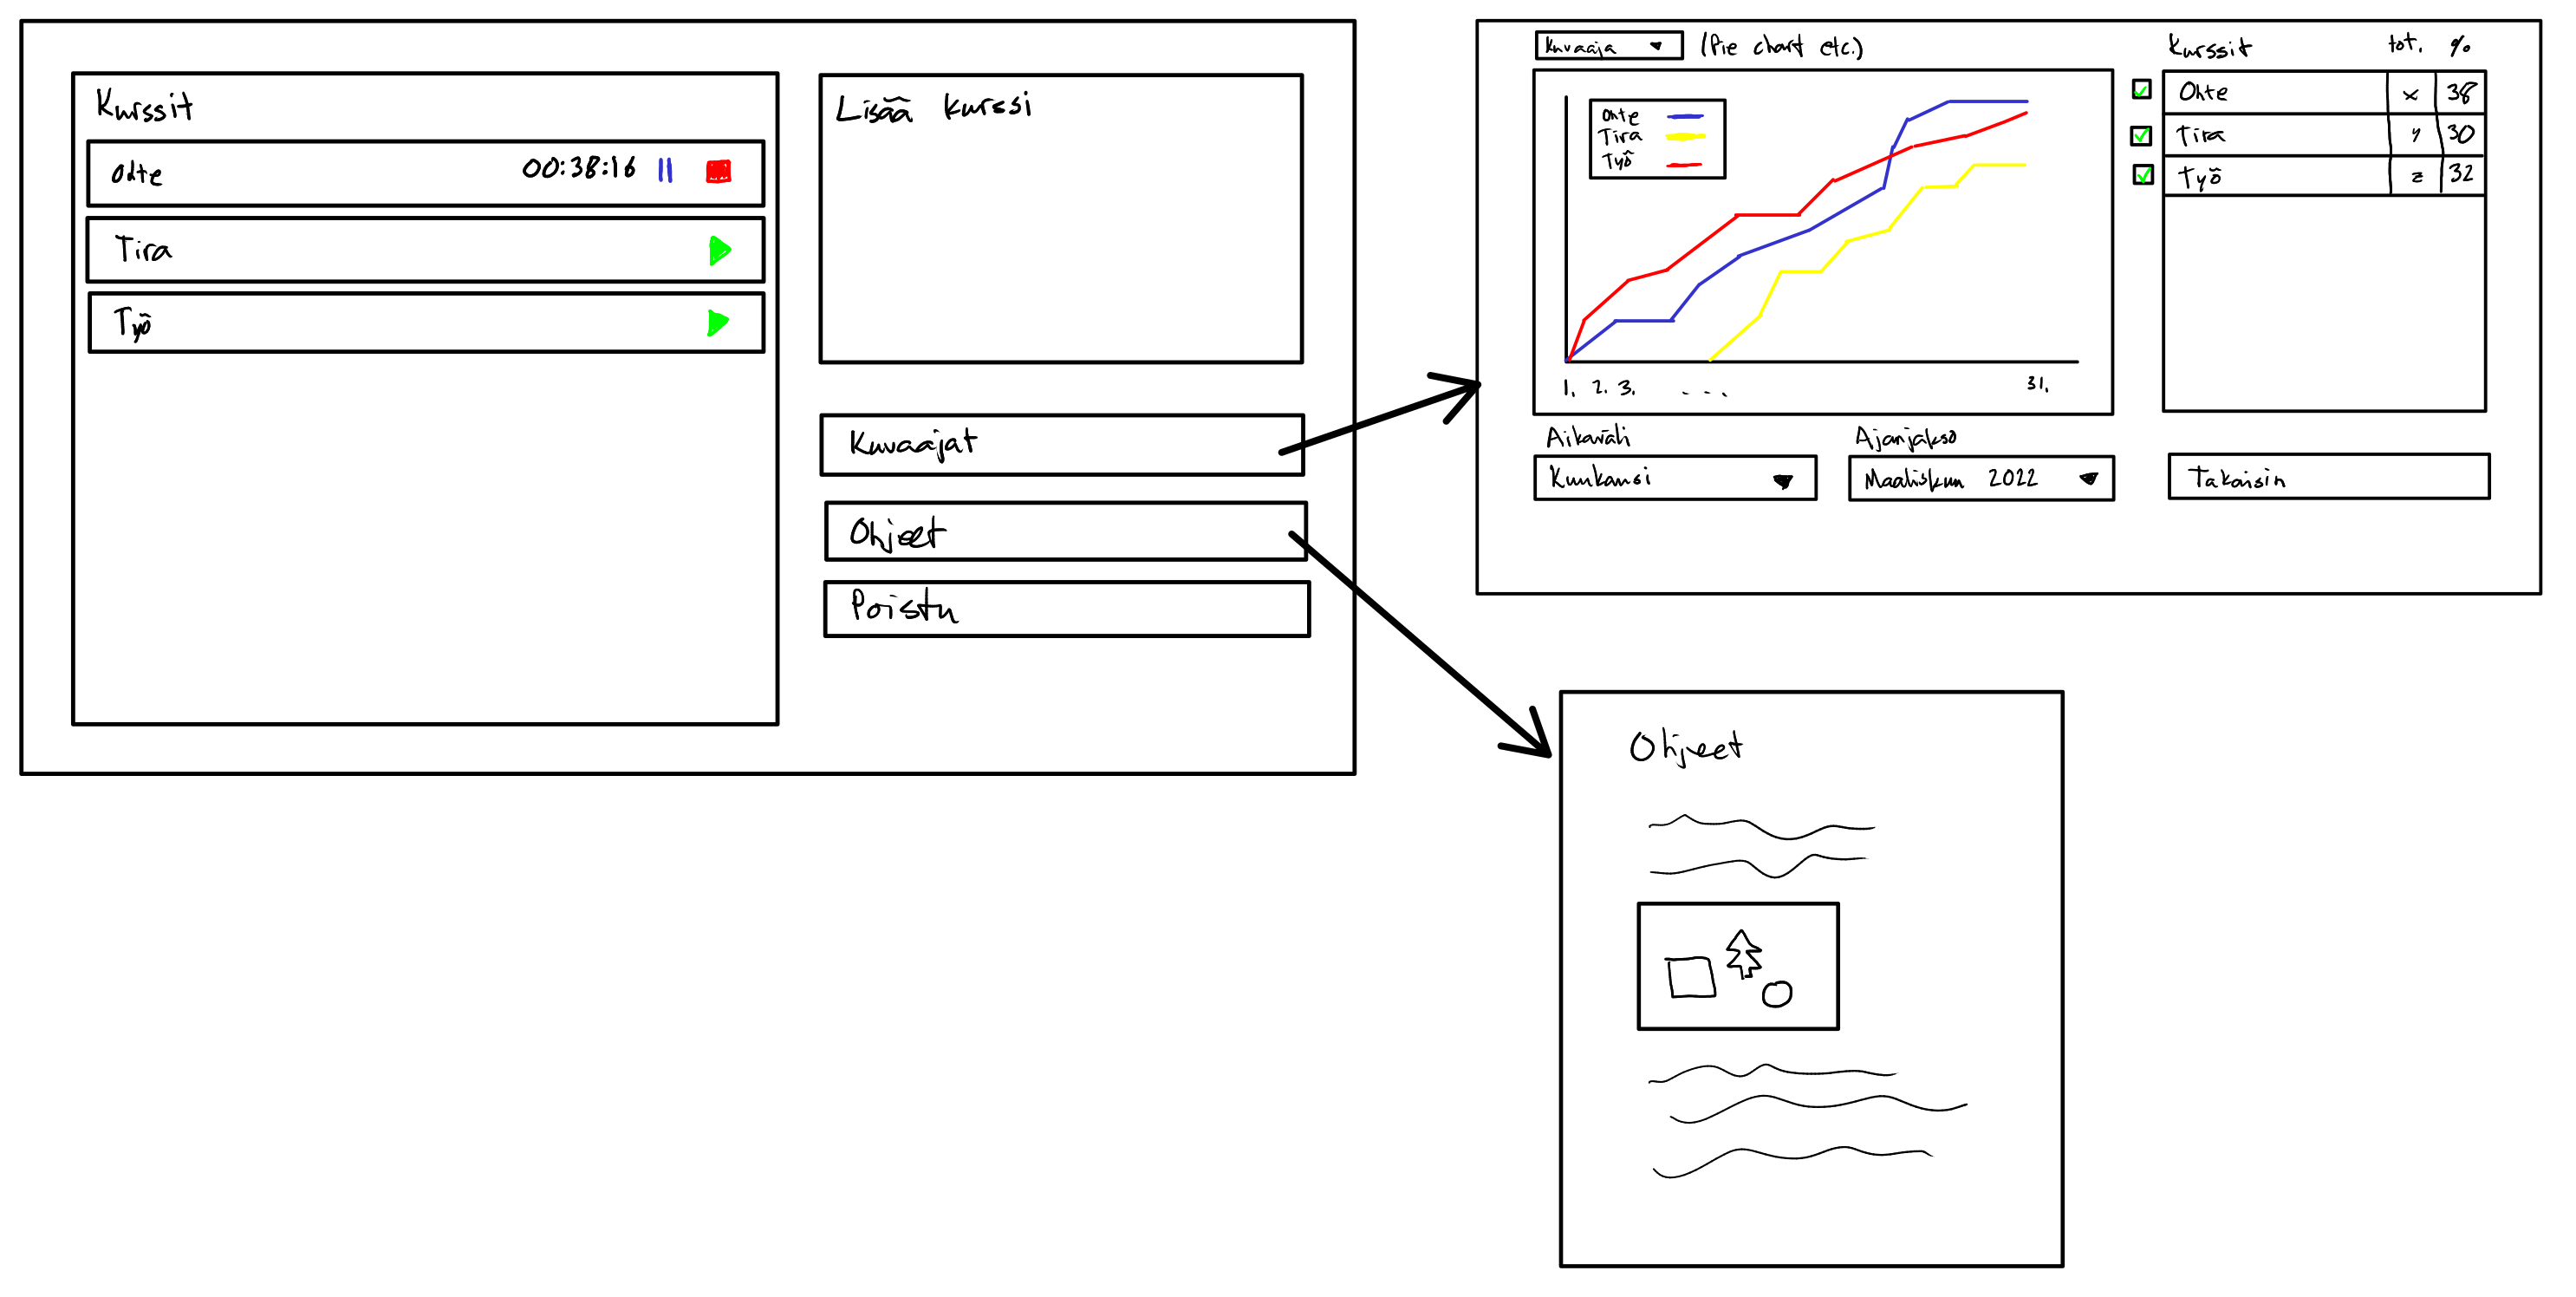 Kurssit
Ohte 00:38:16
Tira
Työ
Lisää kurssi
Kuvaajat
Ohjeet
Poistu
Kuvaaja (Pie chart etc.)
Ohte
Tira
Työ
1. 2. 3. . . . 31.
Aikaväli Ajanjakso
Kuukausi Maaliskuu 2022
Kurssit tot. %
Ohte x 38
Tira y 30
Työ z 32
Takaisin
Ohjeet